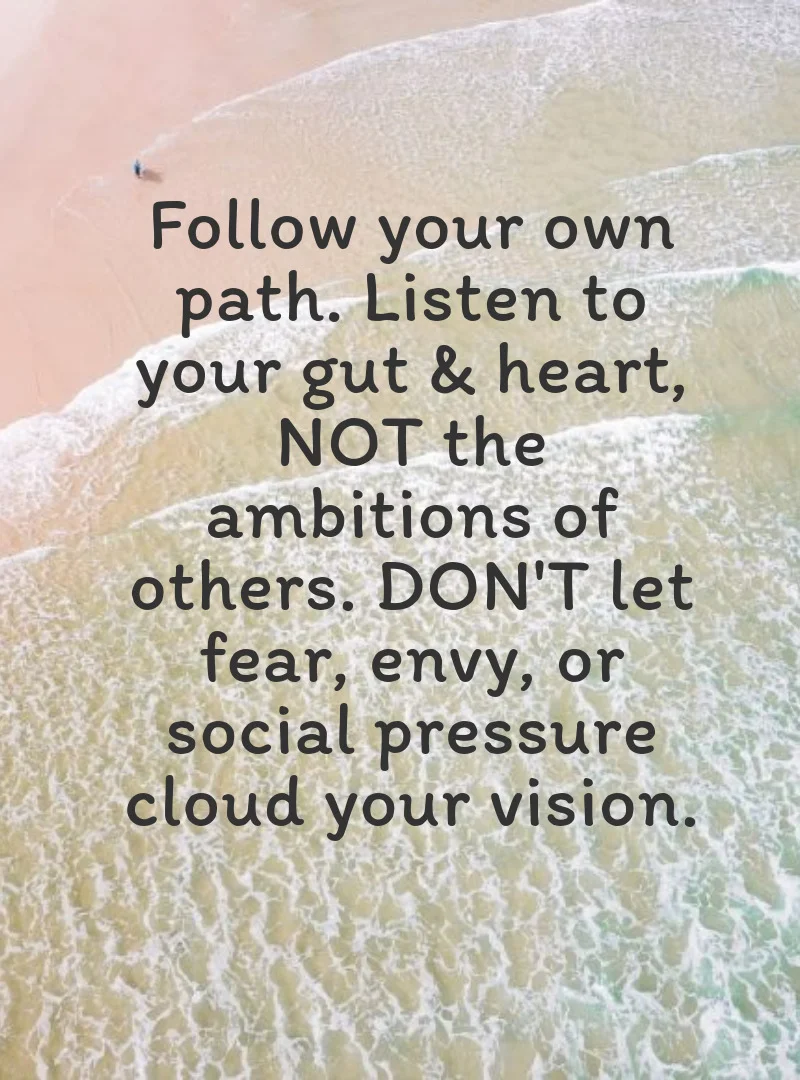 Follow your own
path. Listen to
your gut & heart,
NOT the
ambitions of
others. DON'T let
fear, envy, or
social pressure
cloud your vision.